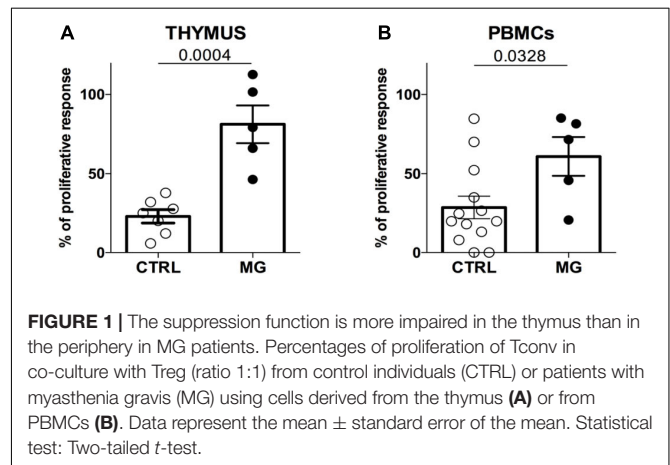 A
THYMUS
0.0004
% of proliferative response
100
50
0
CTRL
MG
B
PBMCs
0.0328
% of proliferative response
100
50
0
CTRL
MG
FIGURE 1 | The suppression function is more impaired in the thymus than in
the periphery in MG patients. Percentages of proliferation of Tconv in
co-culture with Treg (ratio 1:1) from control individuals (CTRL) or patients with
myasthenia gravis (MG) using cells derived from the thymus (A) or from
PBMCs (B). Data represent the mean ± standard error of the mean. Statistical
test: Two-tailed t-test.